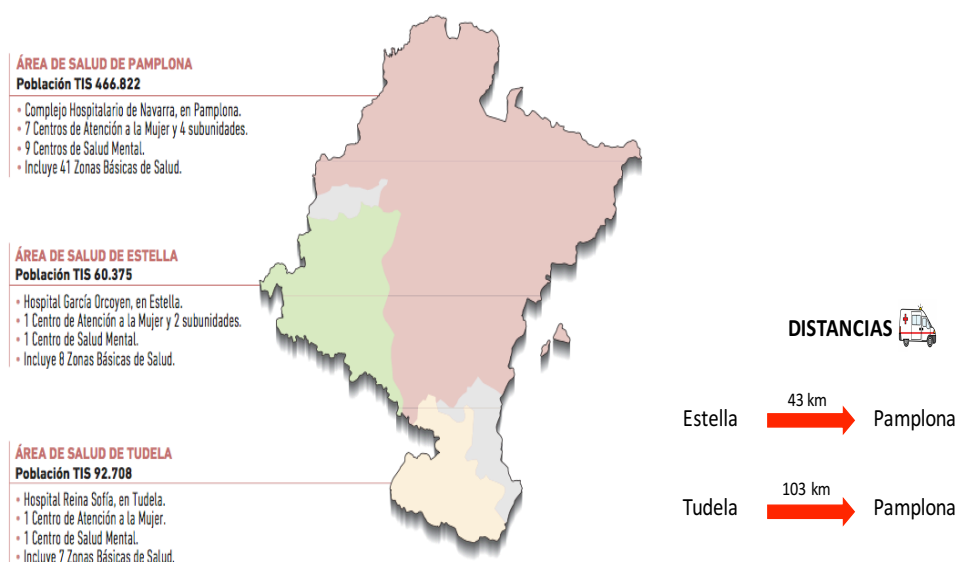 ÁREA DE SALUD DE PAMPLONA
Población TIS 466.822
• Complejo Hospitalario de Navarra, en Pamplona.
• 7 Centros de Atención a la Mujer y 4 subunidades.
• 9 Centros de Salud Mental.
• Incluye 41 Zonas Básicas de Salud.
ÁREA DE SALUD DE ESTELLA
Población TIS 60.375
• Hospital García Orcoyen, en Estella.
• 1 Centro de Atención a la Mujer y 2 subunidades.
• 1 Centro de Salud Mental.
• Incluye 8 Zonas Básicas de Salud.
ÁREA DE SALUD DE TUDELA
Población TIS 92.708
• Hospital Reina Sofía, en Tudela.
• 1 Centro de Atención a la Mujer.
• 1 Centro de Salud Mental.
• Incluye 7 Zonas Básicas de Salud.
DISTANCIAS
Estella 43 km Pamplona
Tudela 103 km Pamplona